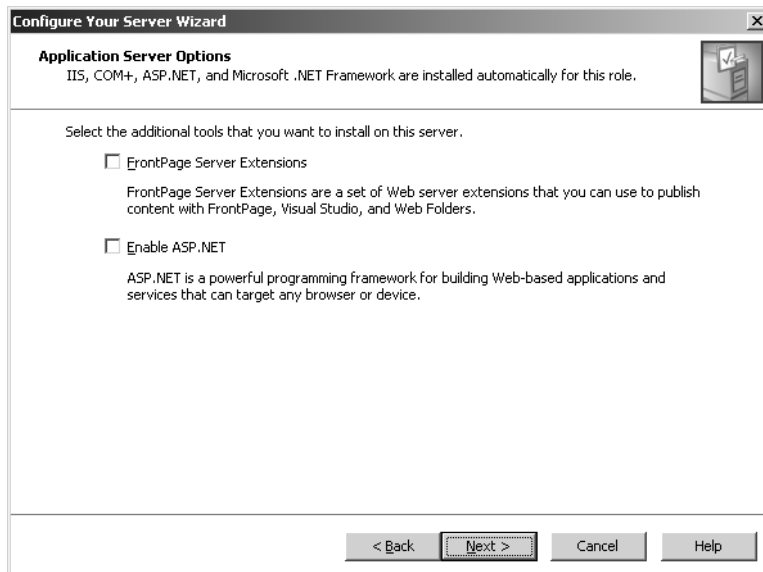 Configure Your Server Wizard
Application Server Options
IIS, COM+, ASP.NET, and Microsoft .NET Framework are installed automatically for this role.
Select the additional tools that you want to install on this server.
FrontPage Server Extensions
FrontPage Server Extensions are a set of Web server extensions that you can use to publish
content with FrontPage, Visual Studio, and Web Folders.
Enable ASP.NET
ASP.NET is a powerful programming framework for building Web-based applications and
services that can target any browser or device.
< Back Next > Cancel Help